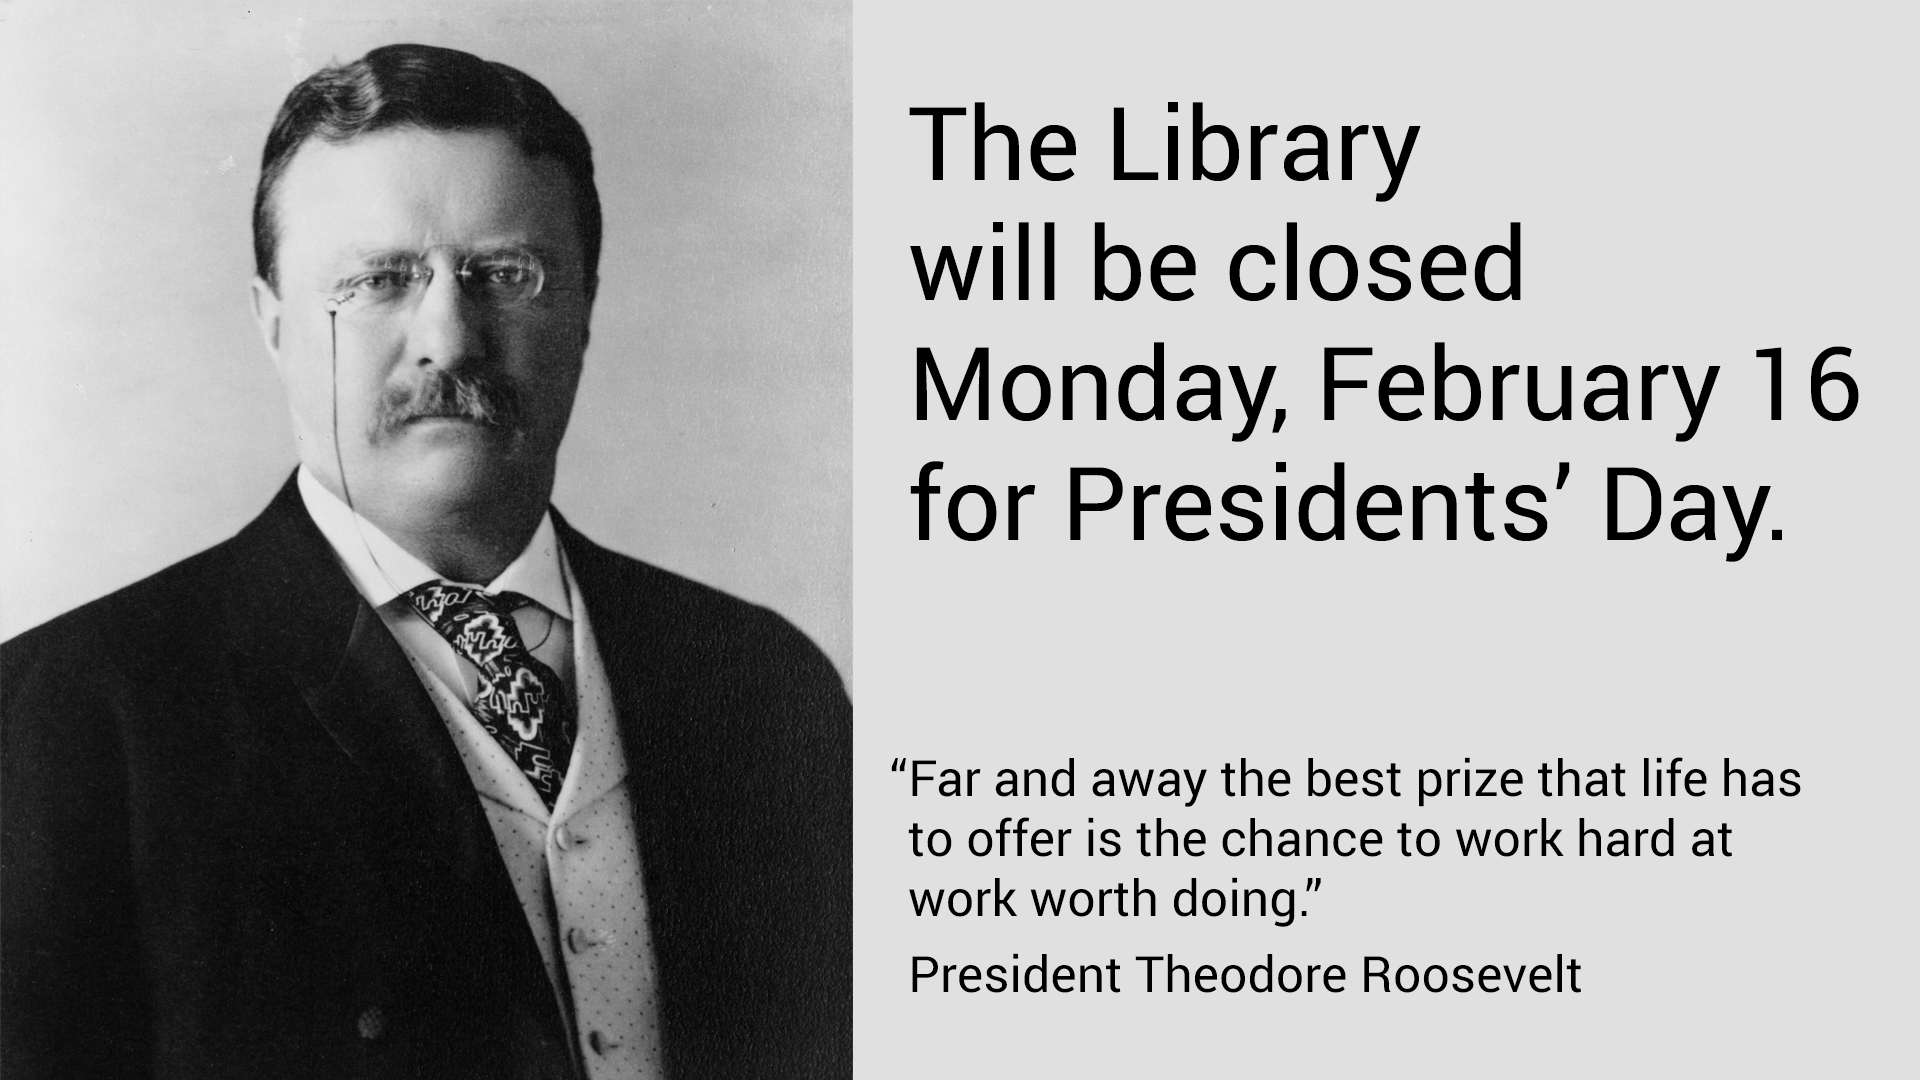 The Library
will be closed
Monday, February 16
for Presidents’ Day.
“Far and away the best prize that life has
to offer is the chance to work hard at
work worth doing.”
President Theodore Roosevelt